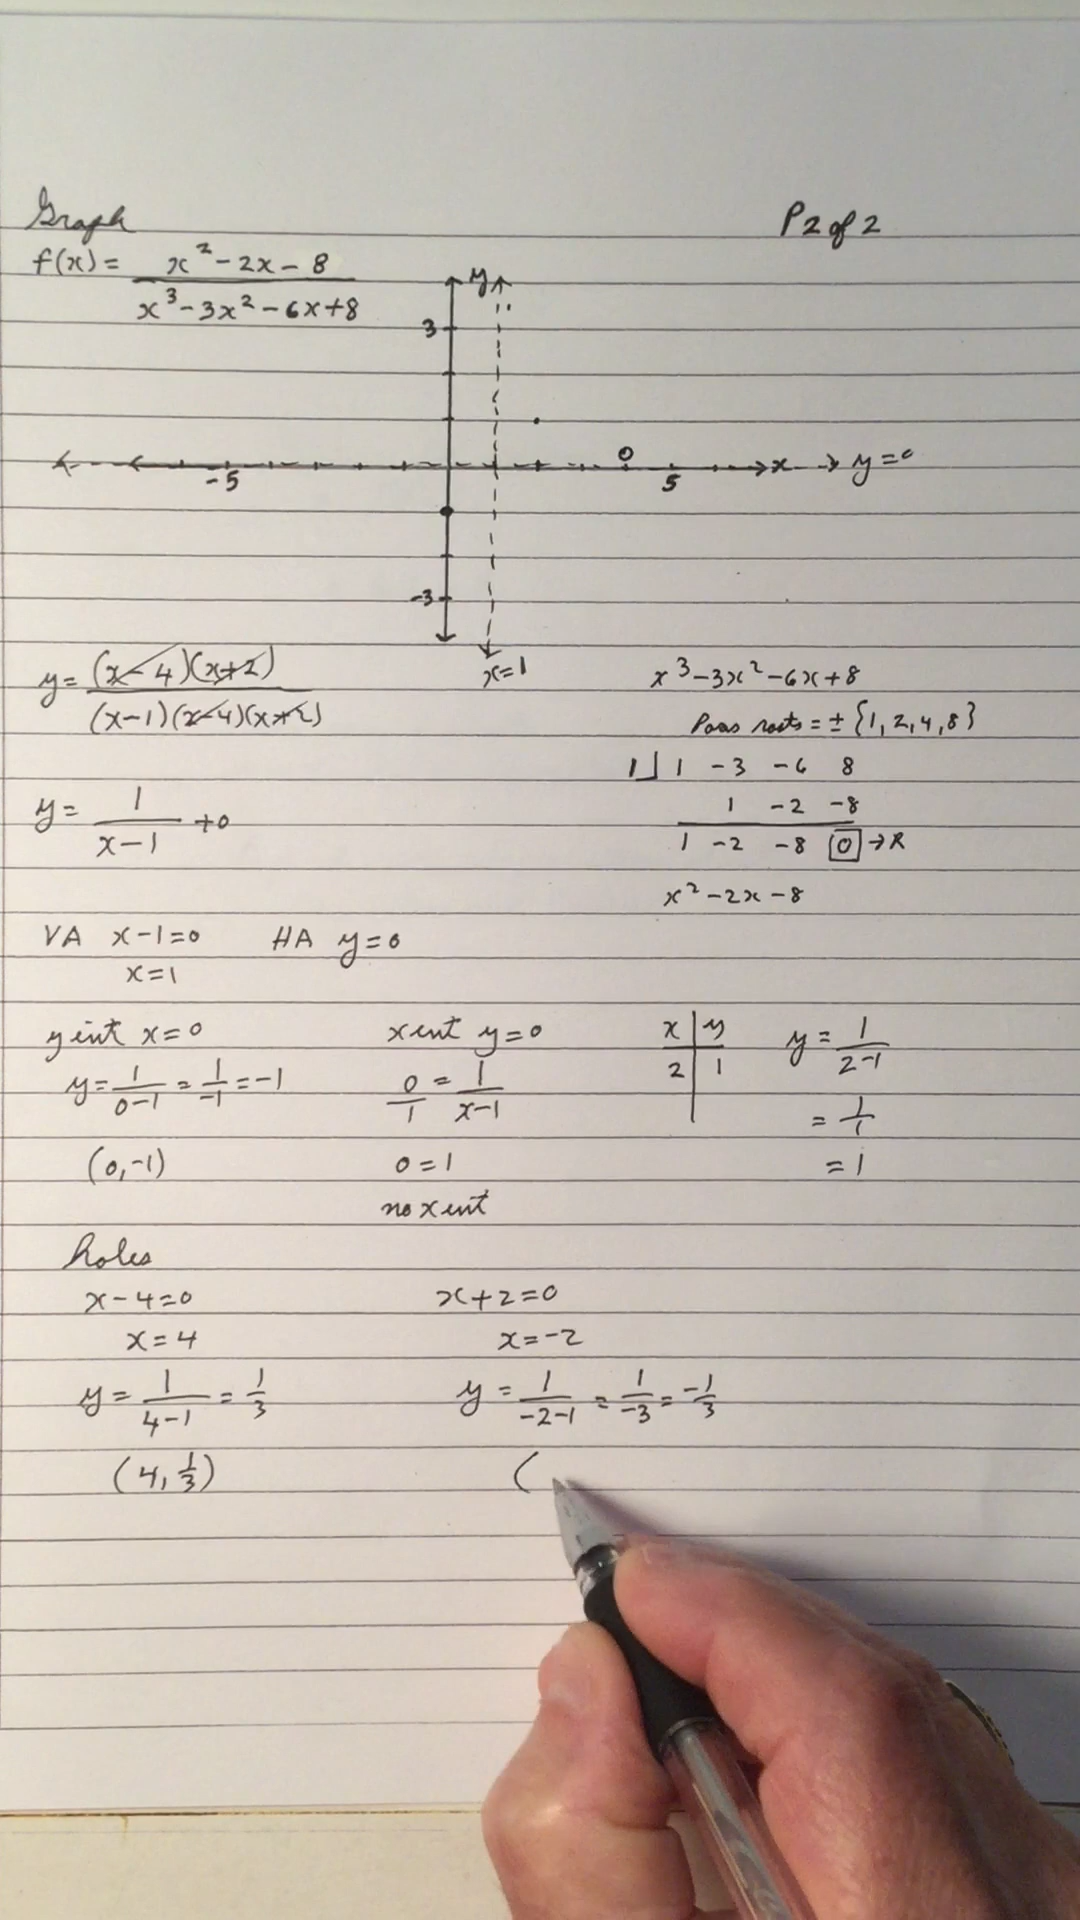 Graph
P2 of 2
f(x) = x² - 2x - 8
x³ - 3x² - 6x + 8
y
3
-5
5
x
y = 0
-3
x = 1
y = (x-4)(x+2)
(x-1)(x-4)(x+2)
x³ - 3x² - 6x + 8
Poss roots = ± {1, 2, 4, 8}
1 | 1 -3 -6 8
1 -2 -8
1 -2 -8 0 → R
x² - 2x - 8
y = 1/(x-1) + 0
VA x-1=0 HA y=0
x=1
y int x=0
y = 1/(0-1) = 1/-1 = -1
(0,-1)
x int y=0
0/1 = 1/(x-1)
0=1
no x int
x | y
2 | 1
y = 1/(2-1)
= 1/1
= 1
holes
x-4=0
x=4
y = 1/(4-1) = 1/3
(4, 1/3)
x+2=0
x=-2
y = 1/(-2-1) = 1/-3 = -1/3
(